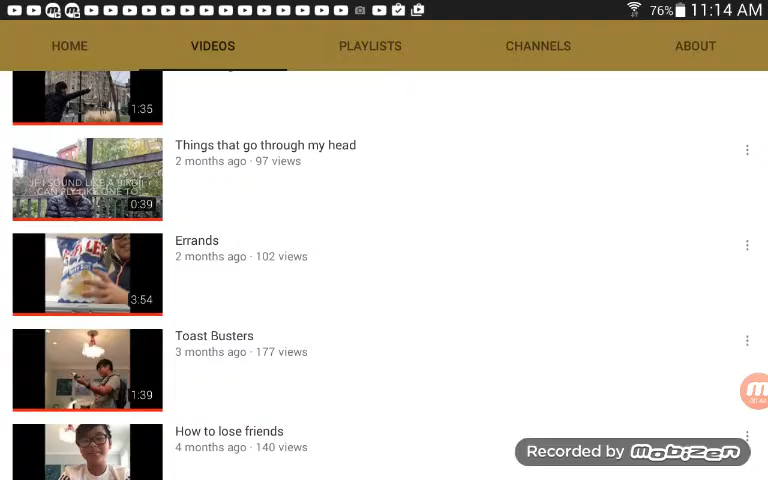 76% 11:14 AM
HOME VIDEOS PLAYLISTS CHANNELS ABOUT
1:35
Things that go through my head
2 months ago · 97 views
0:39
Errands
2 months ago · 102 views
3:54
Toast Busters
3 months ago · 177 views
1:39
How to lose friends
4 months ago · 140 views
Recorded by mobizen